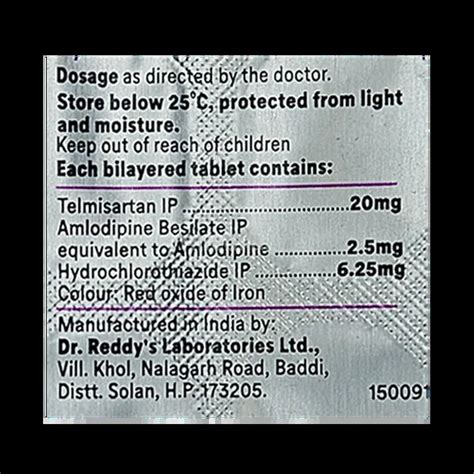 Dosage as directed by the doctor.
Store below 25°C, protected from light
and moisture.
Keep out of reach of children
Each bilayered tablet contains:
Telmisartan IP ........................20mg
Amlodipine Besilate IP
equivalent to Amlodipine ...............2.5mg
Hydrochlorothiazide IP ................6.25mg
Colour: Red oxide of Iron
Manufactured in India by:
Dr. Reddy's Laboratories Ltd.,
Vill. Khol, Nalagarh Road, Baddi,
Distt. Solan, H.P.-173205.
150091